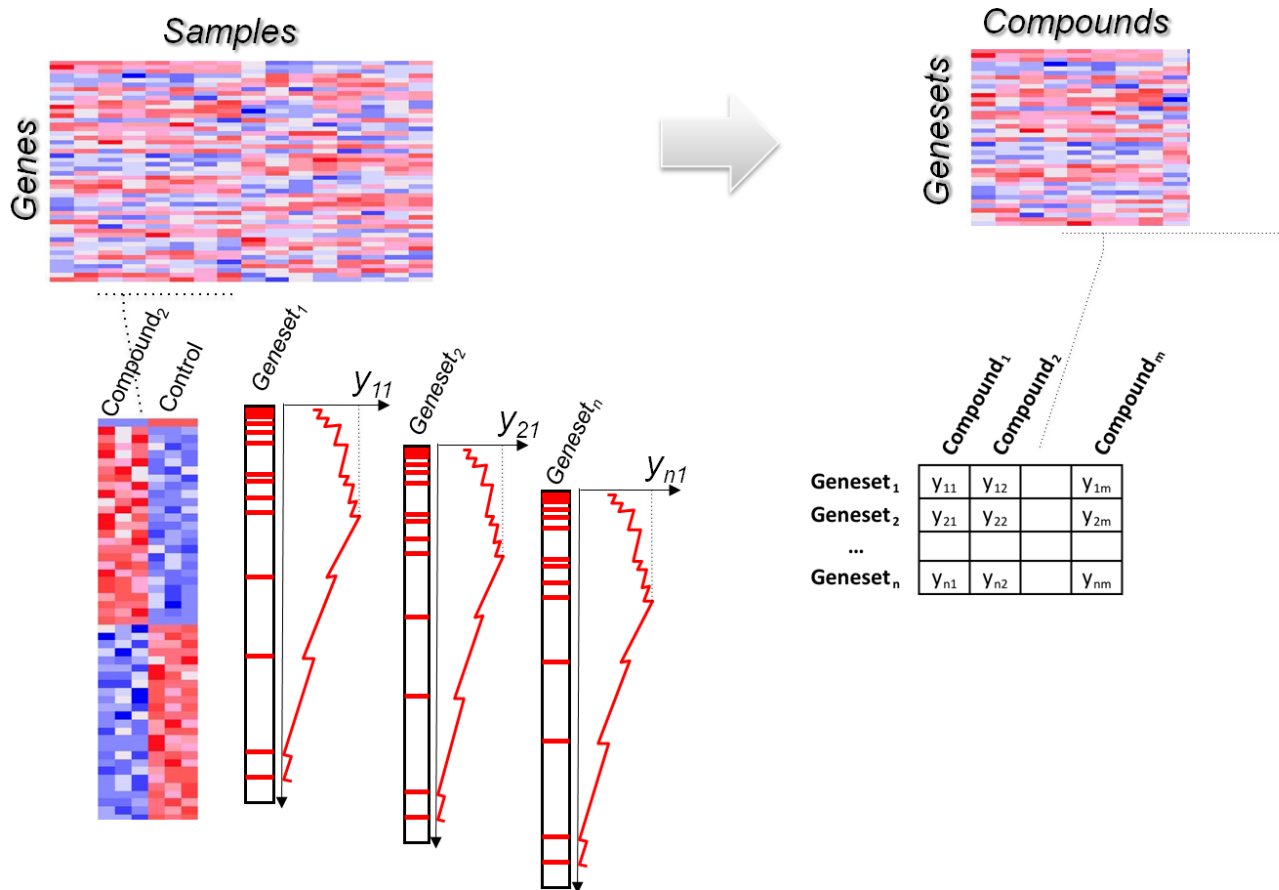 Samples
Compounds
Genes
Genesets
Compound2
Control
Geneset1
y11
Geneset2
y21
Genesetn
yn1
Compound1
Compound2
Compoundm
Geneset1 y11 y12 y1m
Geneset2 y21 y22 y2m
...
Genesetn yn1 yn2 ynm